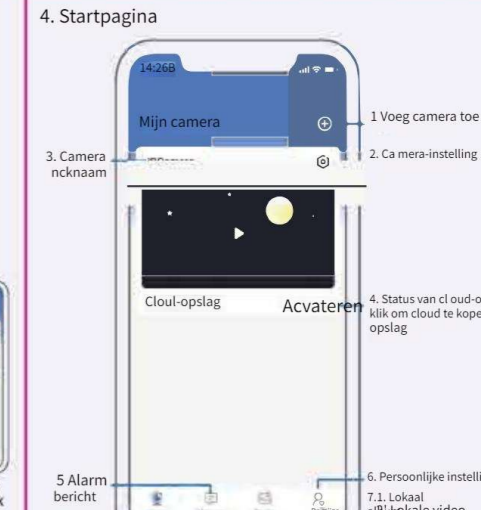 4. Startpagina
14:26B
Mijn camera
1 Voeg camera toe
2. Ca mera-instelling
3. Camera
ncknaam
Cloul-opslag
Acvateren
4. Status van cl oud-o
klik om cloud te kope
opslag
5 Alarm
bericht
6. Persoonlijke instelli
7.1. Lokaal
video